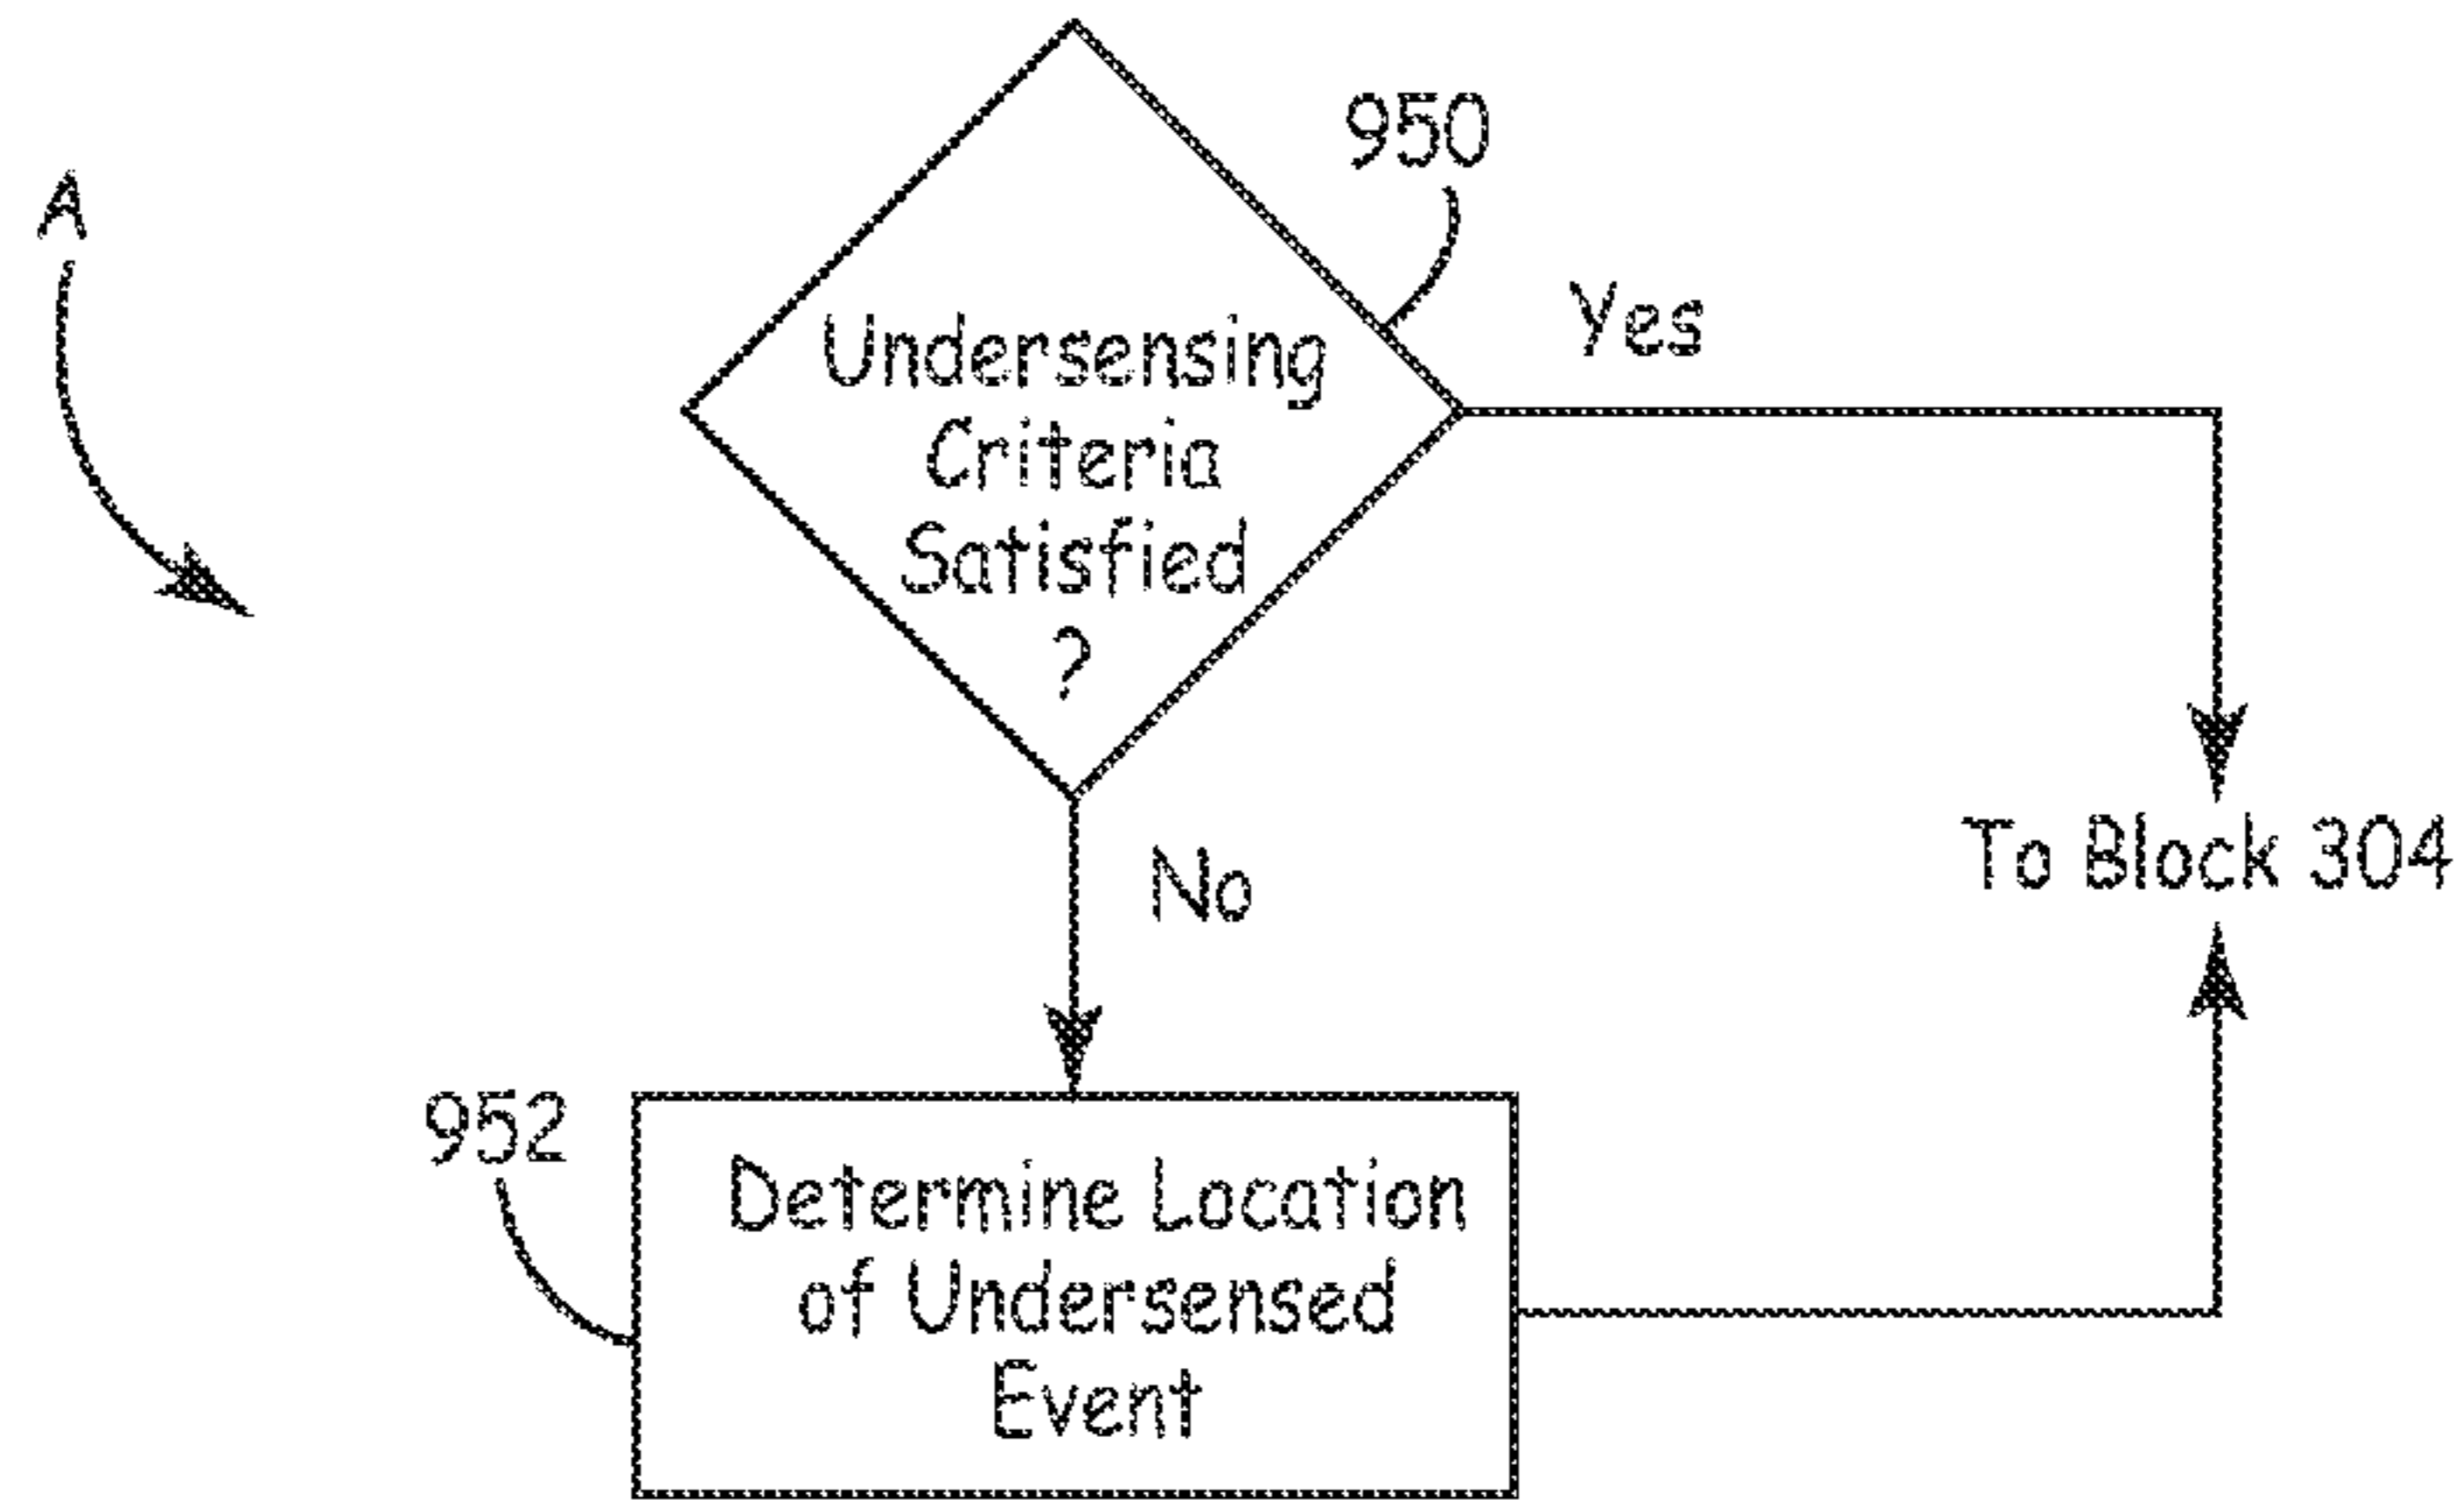 A
950
Undersensing
Criteria
Satisfied
?
Yes
To Block 304
No
952
Determine Location
of Undersensed
Event